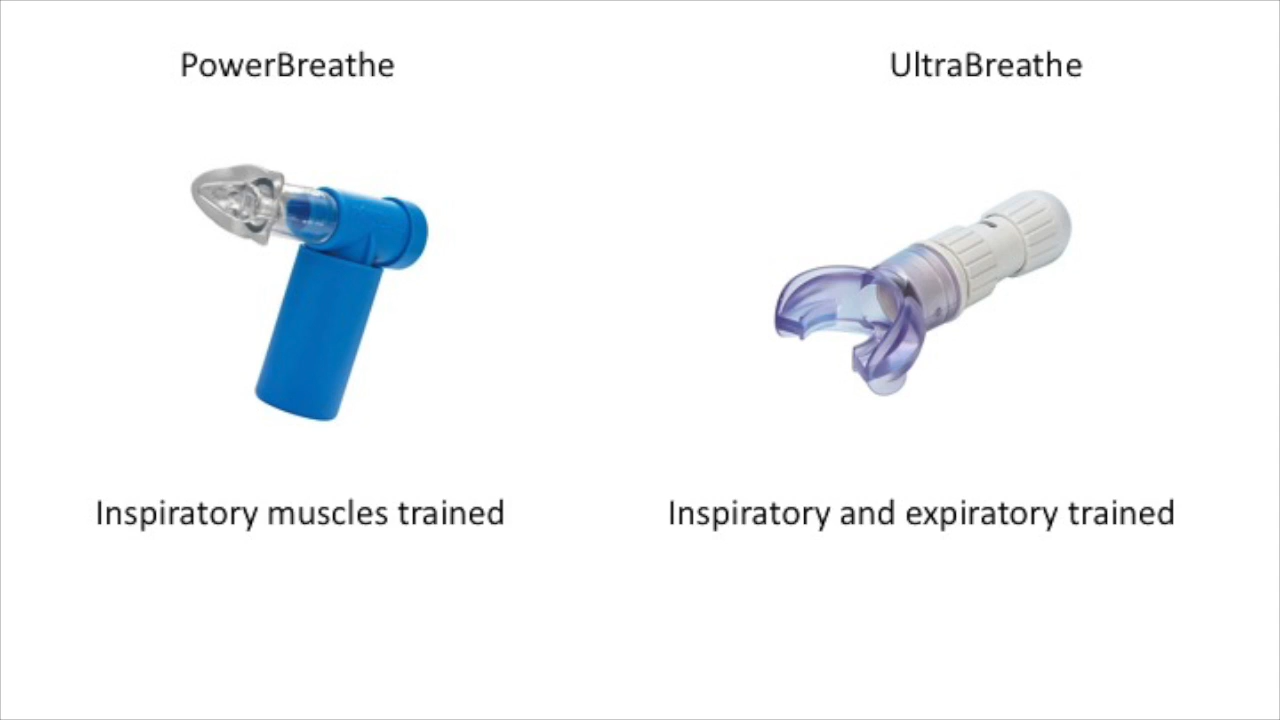 PowerBreathe
UltraBreathe
Inspiratory muscles trained
Inspiratory and expiratory trained